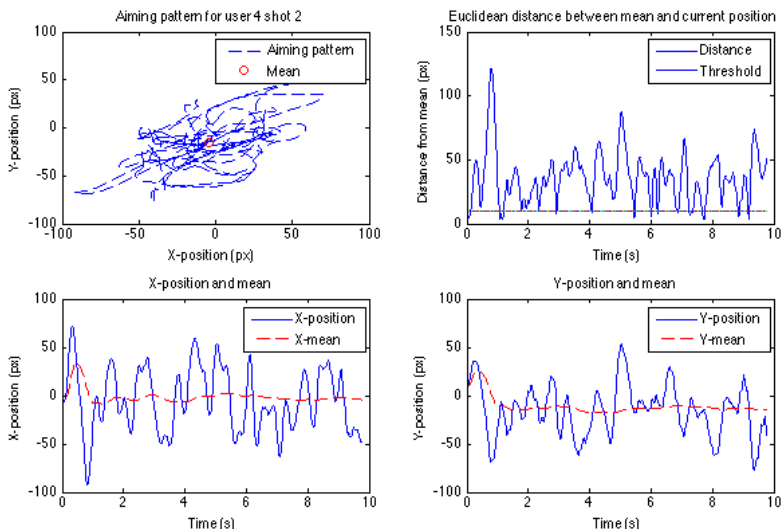 Aiming pattern for user 4 shot 2
100
50
0
-50
-100
Y-position (px)
Aiming pattern
Mean
-100
-50
0
50
100
X-position (px)
Euclidean distance between mean and current position
150
100
50
0
Distance from mean (px)
Distance
Threshold
0
2
4
6
8
10
Time (s)
X-position and mean
100
50
0
-50
-100
X-position (px)
X-position
X-mean
0
2
4
6
8
10
Time (s)
Y-position and mean
100
50
0
-50
-100
Y-position (px)
Y-position
Y-mean
0
2
4
6
8
10
Time (s)